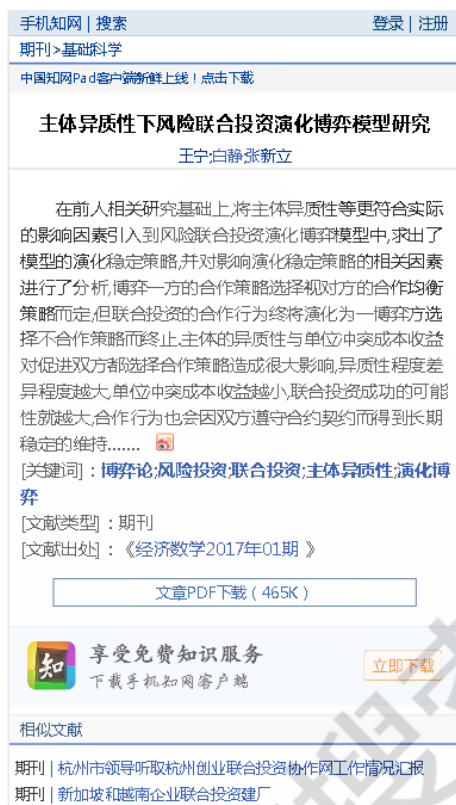 手机知网 | 搜索 登录 | 注册
期刊>基础科学
中国知网Pad客户端新鲜上线！点击下载
主体异质性下风险联合投资演化博弈模型研究
王宁;白静;张新立
在前人相关研究基础上,将主体异质性等更符合实际
的影响因素引入到风险联合投资演化博弈模型中,求出了
模型的演化稳定策略,并对影响演化稳定策略的相关因素
进行了分析,博弈一方的合作策略选择视对方的合作均衡
策略而定,但联合投资的合作行为终将演化为一博弈方选
择不合作策略而终止.主体的异质性与单位冲突成本收益
对促进双方都选择合作策略造成很大影响,异质性程度差
异程度越大,单位冲突成本收益越小,联合投资成功的可能
性就越大,合作行为也会因双方遵守合约契约而得到长期
稳定的维持.......
[关键词]：博弈论;风险投资;联合投资;主体异质性;演化博
弈
[文献类型]：期刊
[文献出处]：《经济数学2017年01期 》
文章PDF下载（465K）
知
享受免费知识服务
下载手机知网客户端
立即下载
相似文献
期刊 | 杭州市领导听取杭州创业联合投资协作网工作情况汇报
期刊 | 新加坡和越南企业联合投资建厂